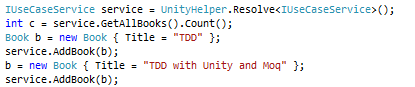 IUseCaseService service = UnityHelper.Resolve<IUseCaseService>();
int c = service.GetAllBooks().Count();
Book b = new Book { Title = "TDD" };
service.AddBook(b);
b = new Book { Title = "TDD with Unity and Moq" };
service.AddBook(b);